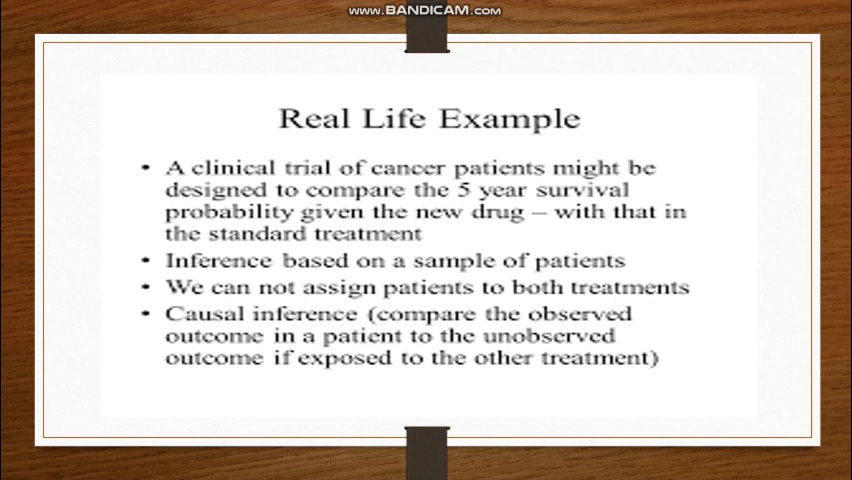 www.BANDICAM.com
Real Life Example
• A clinical trial of cancer patients might be
designed to compare the 5 year survival
probability given the new drug – with that in
the standard treatment
• Inference based on a sample of patients
• We can not assign patients to both treatments
• Causal inference (compare the observed
outcome in a patient to the unobserved
outcome if exposed to the other treatment)